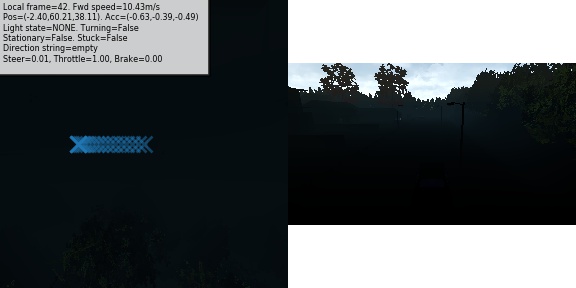 Local frame=42. Fwd speed=10.43m/s
Pos=(-2.40,60.21,38.11). Acc=(-0.63,-0.39,-0.49)
Light state=NONE. Turning=False
Stationary=False. Stuck=False
Direction string=empty
Steer=0.01, Throttle=1.00, Brake=0.00